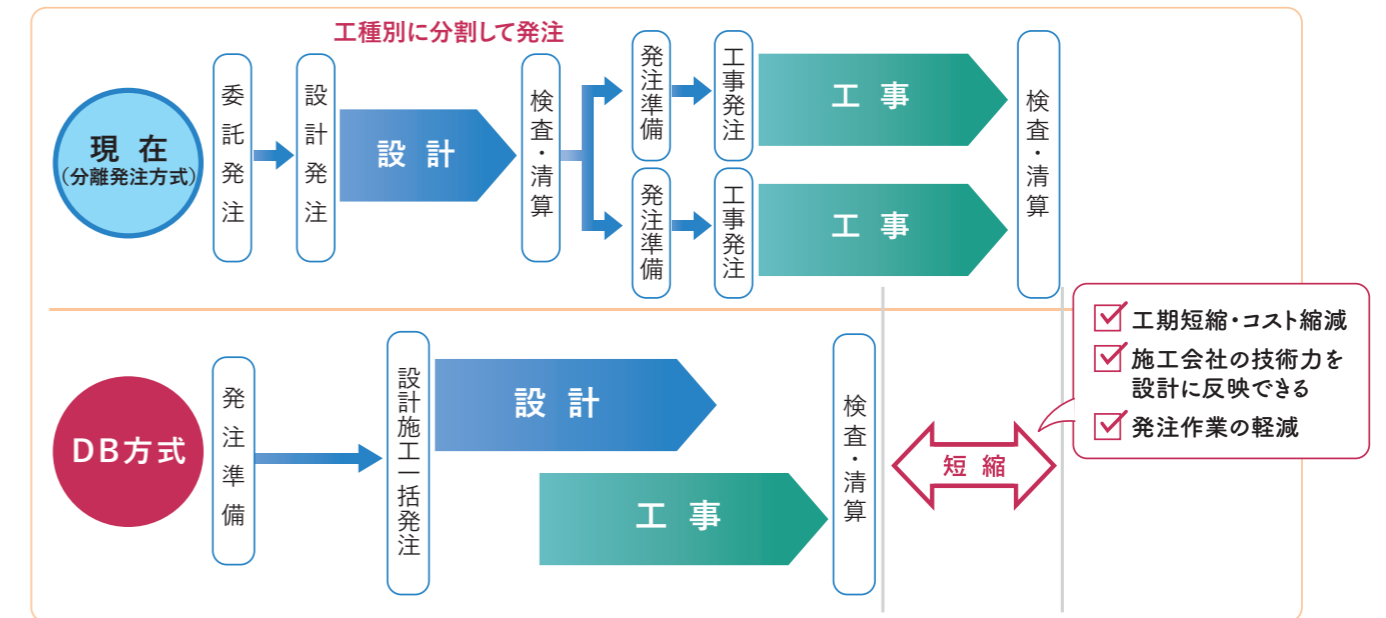 工種別に分割して発注
現在
(分離発注方式)
委託発注
設計発注
設計
検査・清算
発注準備
工事発注
工事
発注準備
工事発注
工事
検査・清算
DB方式
発注準備
設計施工一括発注
設計
工事
検査・清算
短縮
工期短縮・コスト縮減
施工会社の技術力を
設計に反映できる
発注作業の軽減